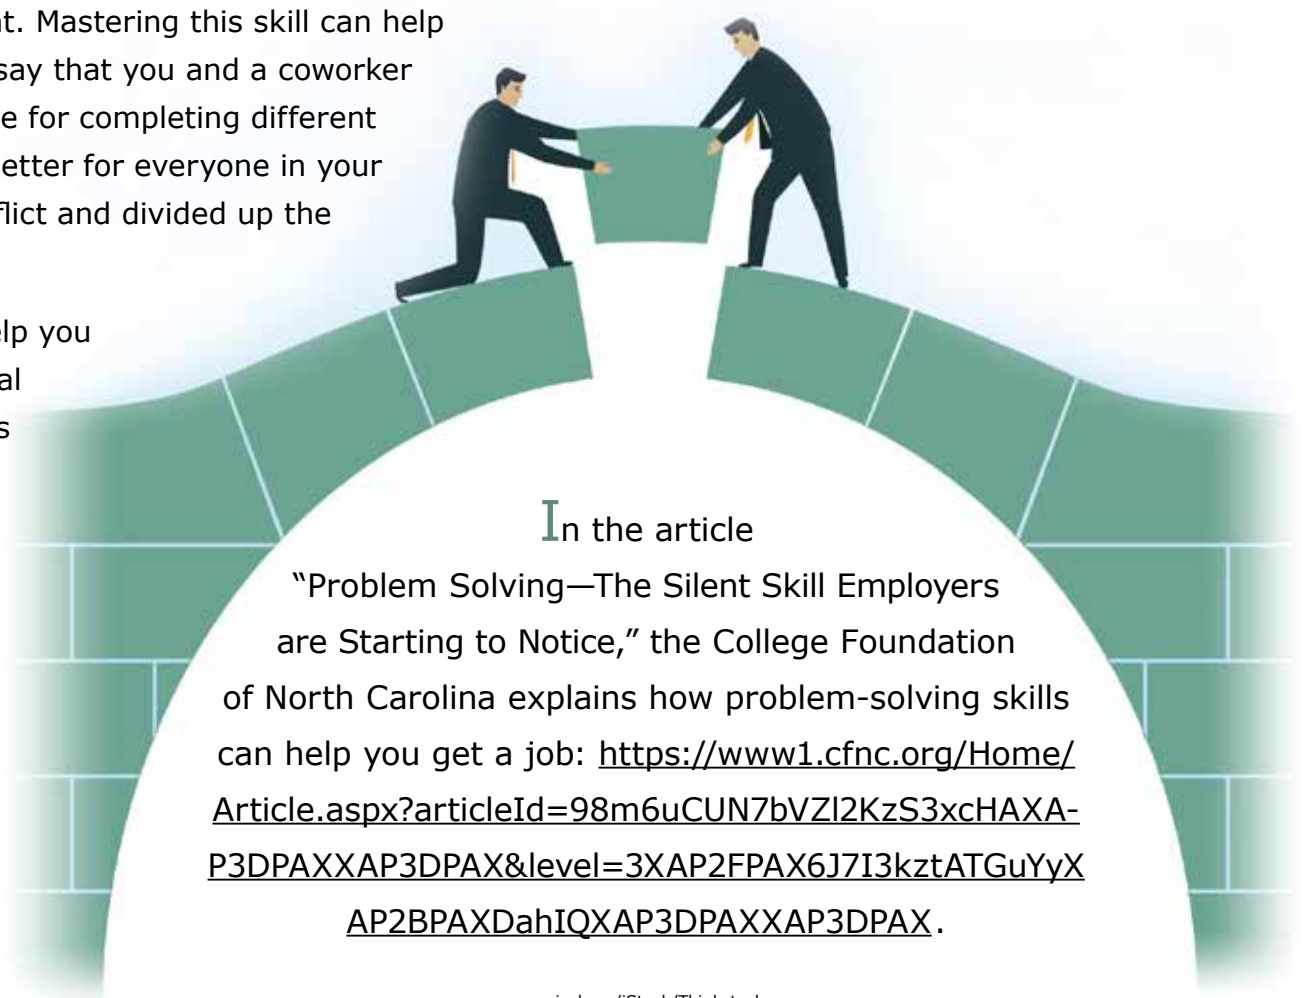 t. Mastering this skill can help
say that you and a coworker
e for completing different
etter for everyone in your
flict and divided up the
elp you
al
s
In the article
“Problem Solving—The Silent Skill Employers
are Starting to Notice,” the College Foundation
of North Carolina explains how problem-solving skills
can help you get a job: https://www1.cfnc.org/Home/
Article.aspx?articleId=98m6uCUN7bVZl2KzS3xcHAXA-
P3DPAXXAP3DPAX&level=3XAP2FPAX6J7I3kztATGuYyX
AP2BPAXDahIQXAP3DPAXXAP3DPAX.